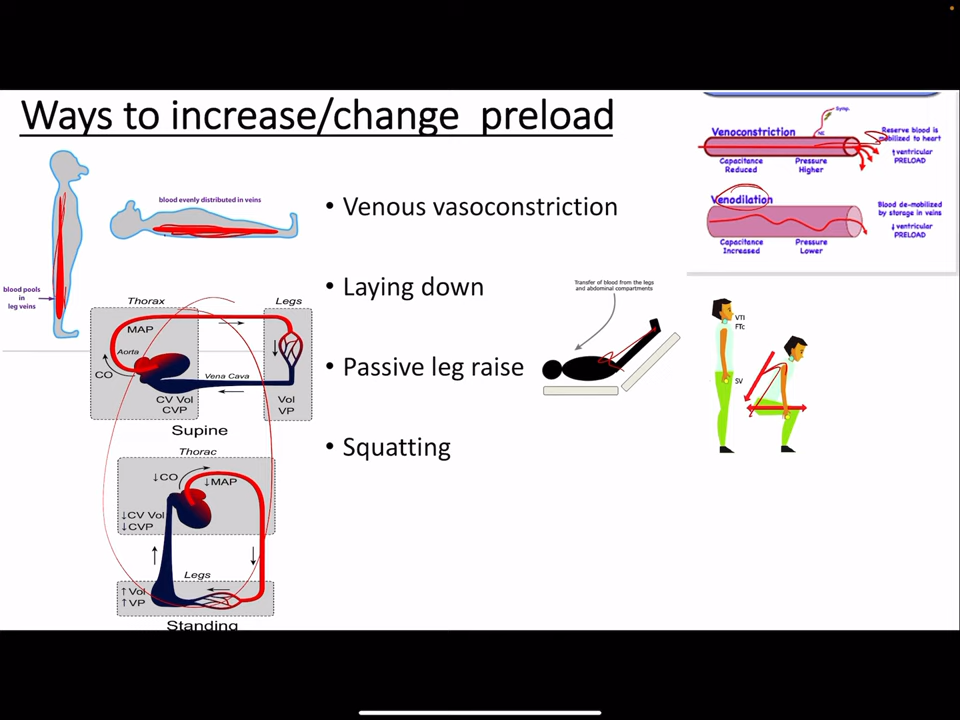 Ways to increase/change preload
blood evenly distributed in veins
blood pools
in
leg veins
• Venous vasoconstriction
• Laying down
• Passive leg raise
• Squatting
Thorax
Legs
MAP
Aorta
CO
Vena Cava
CV Vol
CVP
Vol
VP
Supine
Thorac
↓CO
↓MAP
↓CV Vol
↓CVP
Legs
↑Vol
↑VP
Standing
Symp.
NE
Venoconstriction
Reserve blood is
mobilized to heart
↑ventricular
PRELOAD
Capacitance
Reduced
Pressure
Higher
Venodilation
Blood de-mobilized
by storage in veins
↓ventricular
PRELOAD
Capacitance
Increased
Pressure
Lower
Transfer of blood from the legs
and abdominal compartments
VTI
FTc
SV